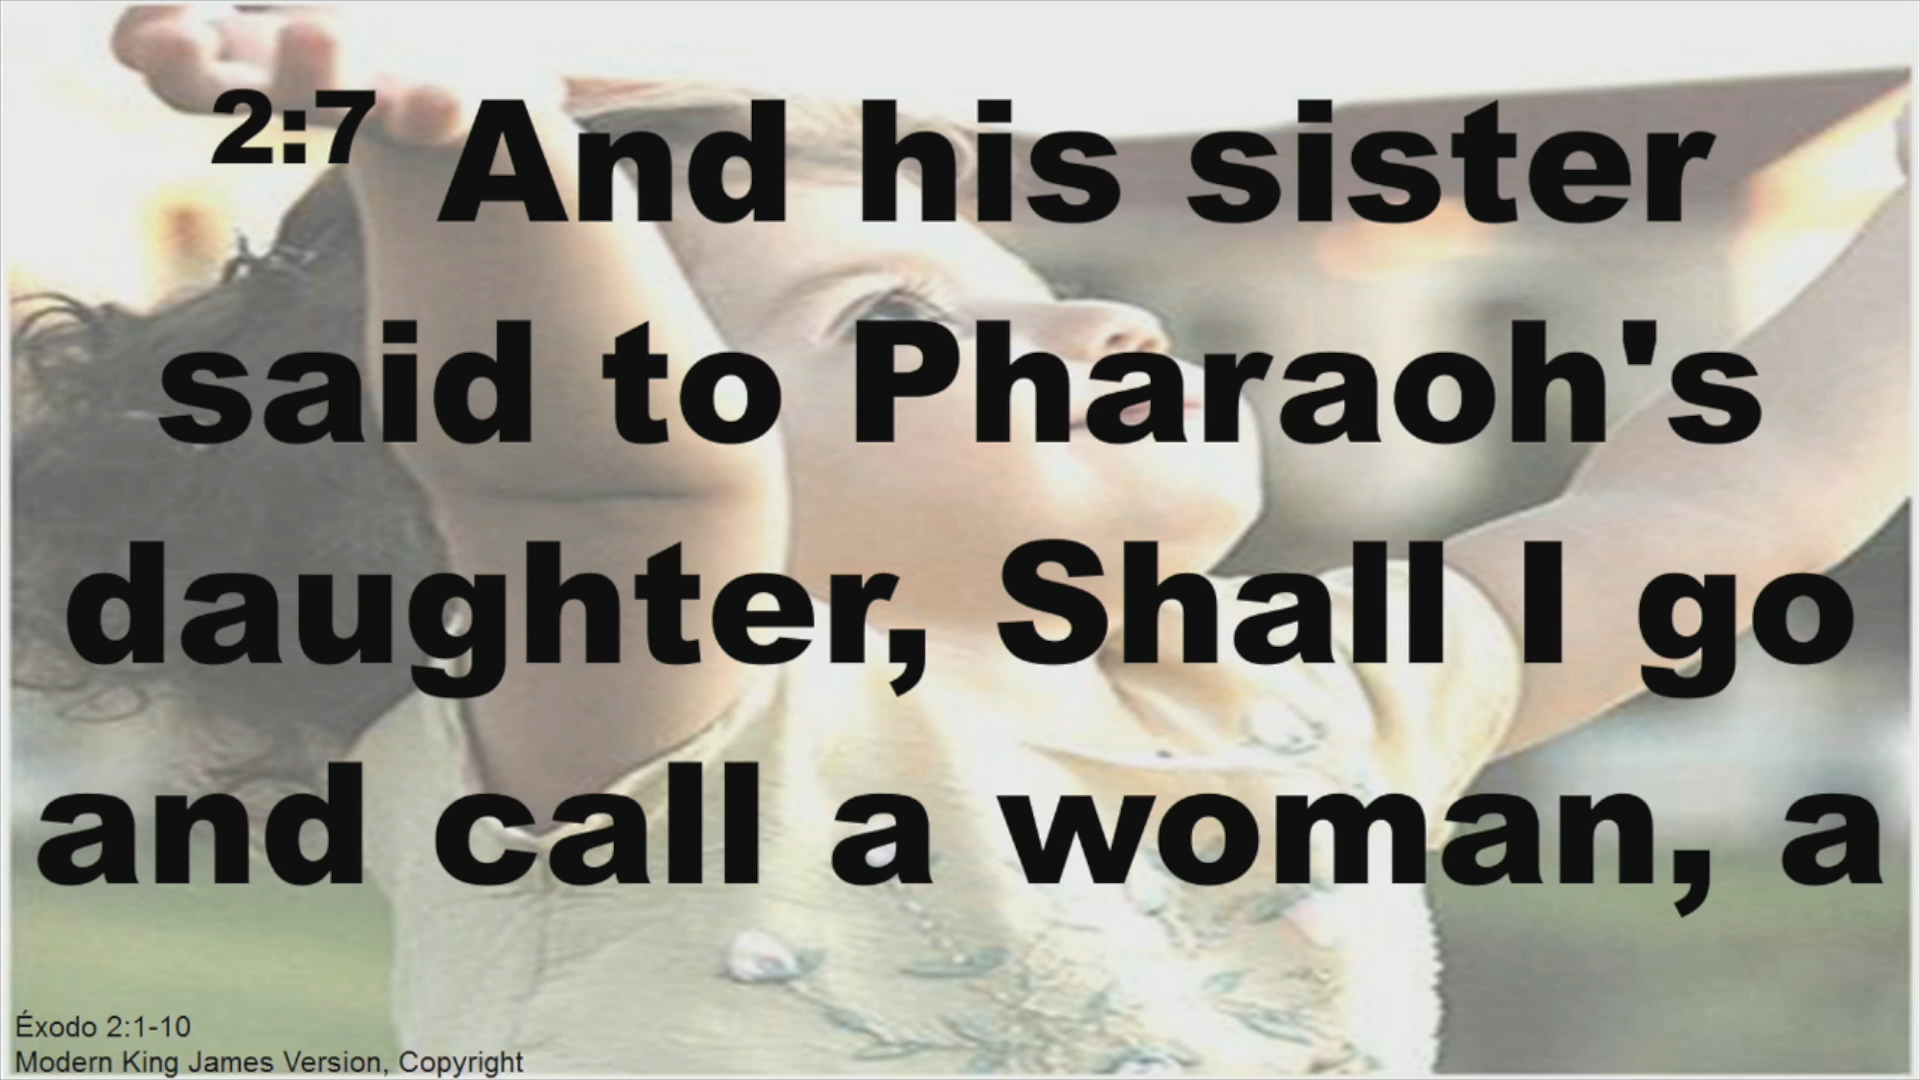 2:7 And his sister
said to Pharaoh's
daughter, Shall I go
and call a woman, a
Éxodo 2:1-10
Modern King James Version, Copyright